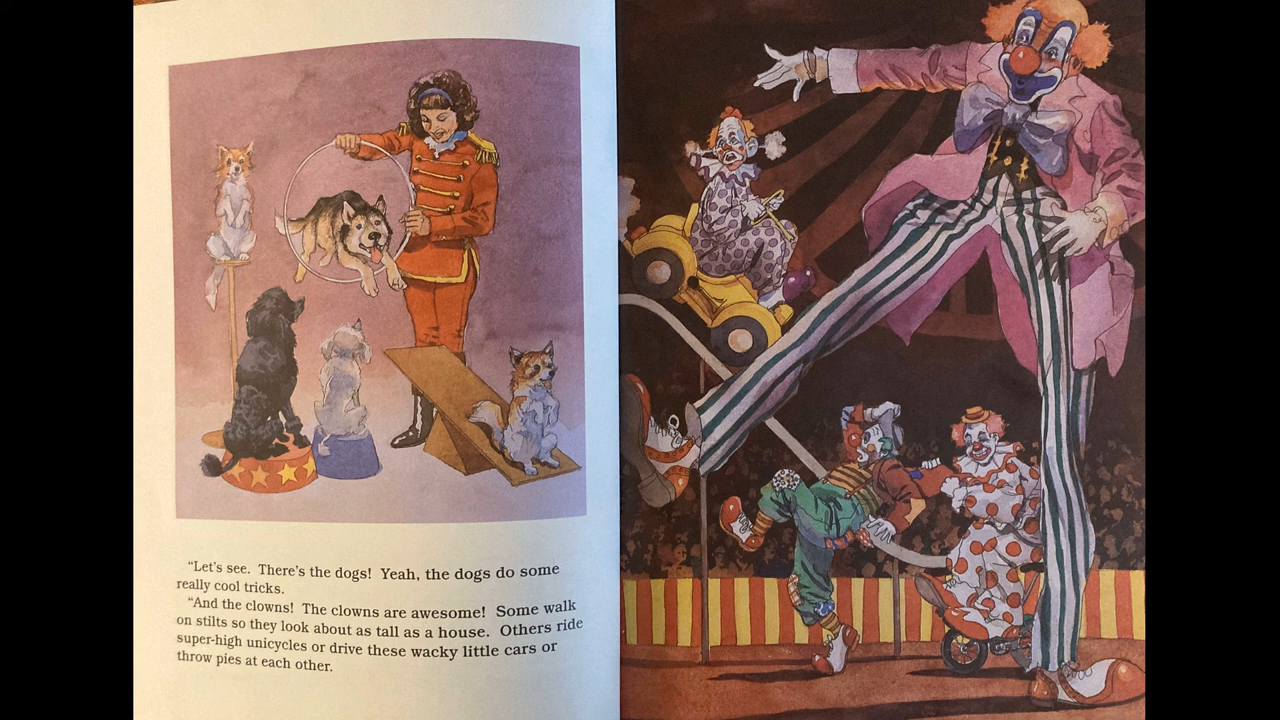 “Let's see. There's the dogs! Yeah, the dogs do some
really cool tricks.
“And the clowns! The clowns are awesome! Some walk
on stilts so they look about as tall as a house. Others ride
super-high unicycles or drive these wacky little cars or
throw pies at each other.